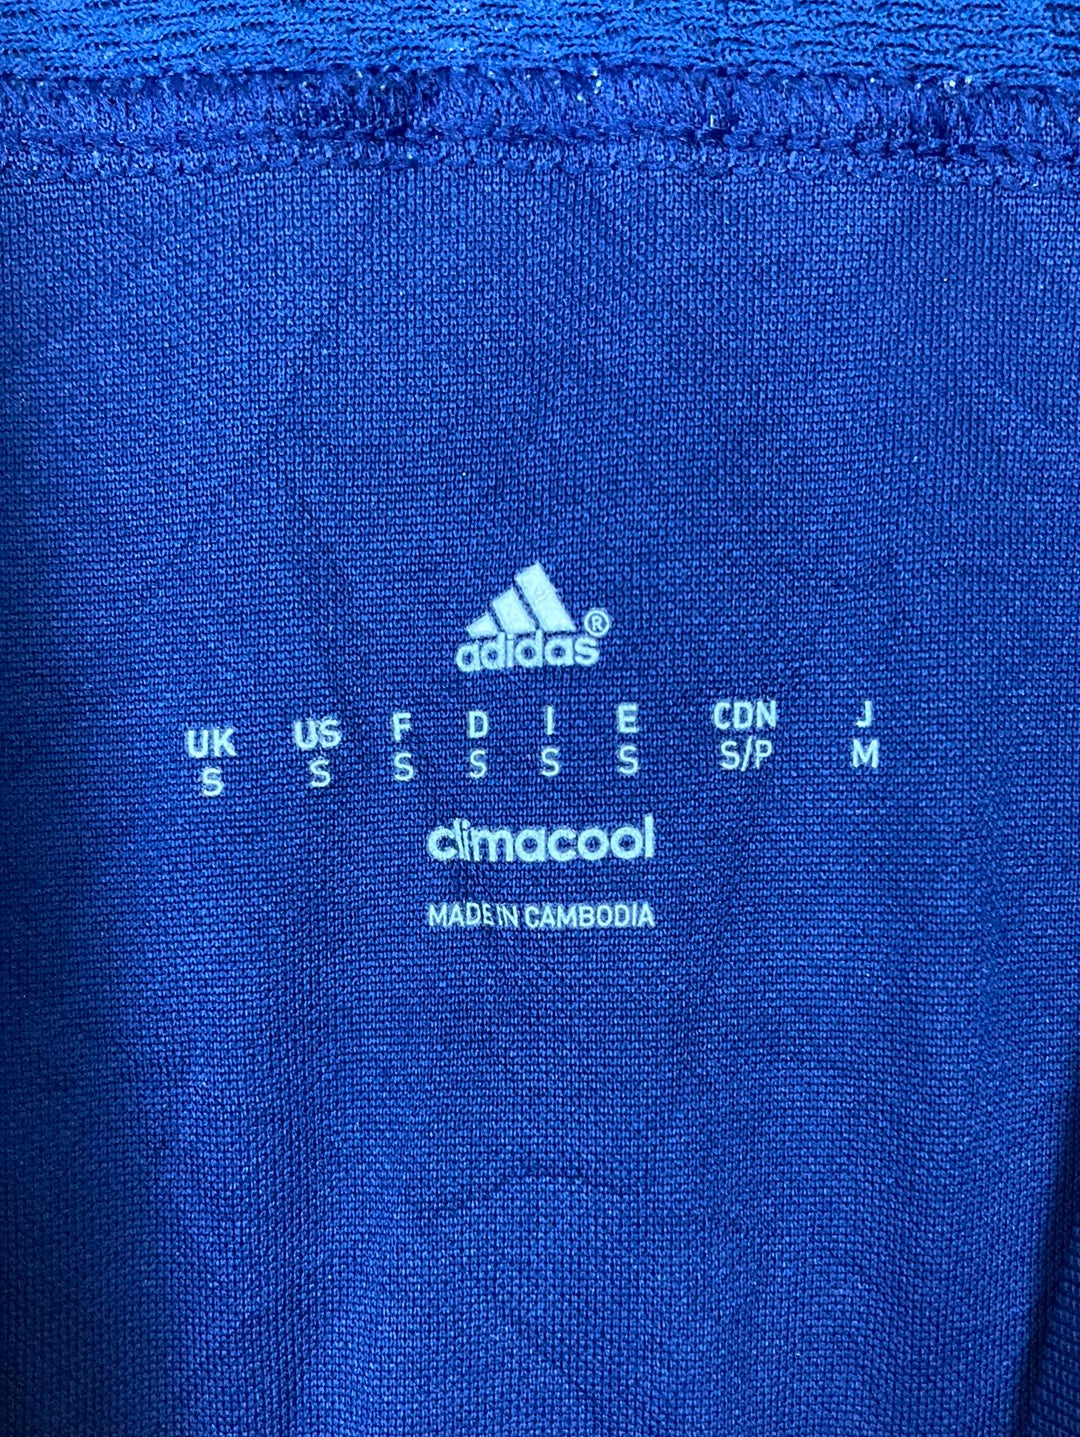 adidas®
UK US F D I E CDN J
S S S S S S S/P M
climacool
MADE IN CAMBODIA